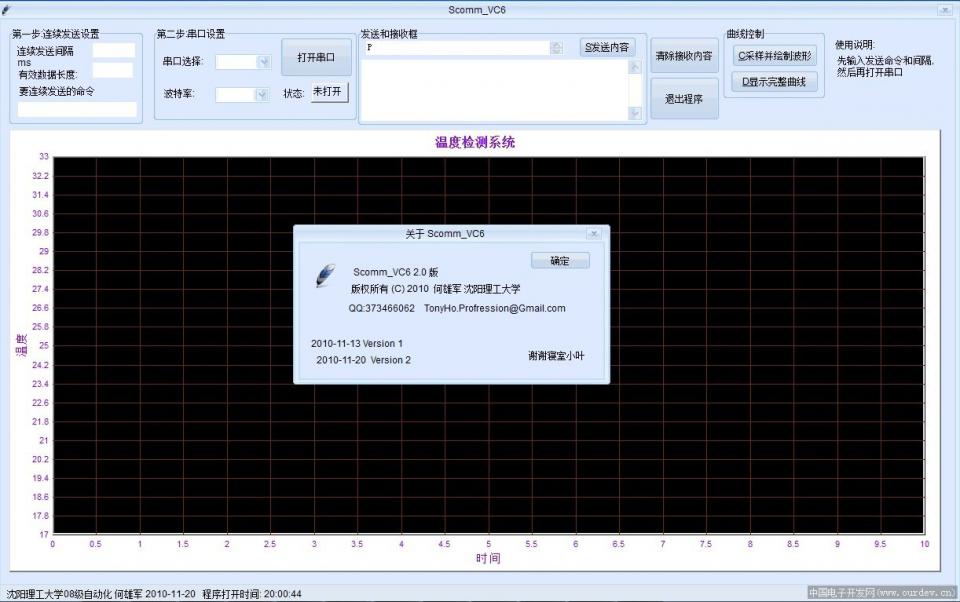 Scomm_VC6
第一步:连续发送设置
连续发送间隔
ms
有效数据长度:
要连续发送的命令
第二步:串口设置
串口选择:
打开串口
波特率:
状态:
未打开
发送和接收框
P
S发送内容
清除接收内容
退出程序
曲线控制
C采样并绘制波形
D显示完整曲线
使用说明:
先输入发送命令和间隔,
然后再打开串口
温度检测系统
33
32.2
31.4
30.6
29.8
29
28.2
27.4
26.6
25.8
25
24.2
23.4
22.6
21.8
21
20.2
19.4
18.6
17.8
17
温度
0 0.5 1 1.5 2 2.5 3 3.5 4 4.5 5 5.5 6 6.5 7 7.5 8 8.5 9 9.5 10
时间
关于 Scomm_VC6
确定
Scomm_VC6 2.0 版
版权所有 (C) 2010 何雄军 沈阳理工大学
QQ:373466062 TonyHo.Profression@Gmail.com
2010-11-13 Version 1
2010-11-20 Version 2
谢谢寝室小叶
沈阳理工大学08级自动化 何雄军 2010-11-20 程序打开时间: 20:00:44
中国电子开发网(www.ourdev.cn)